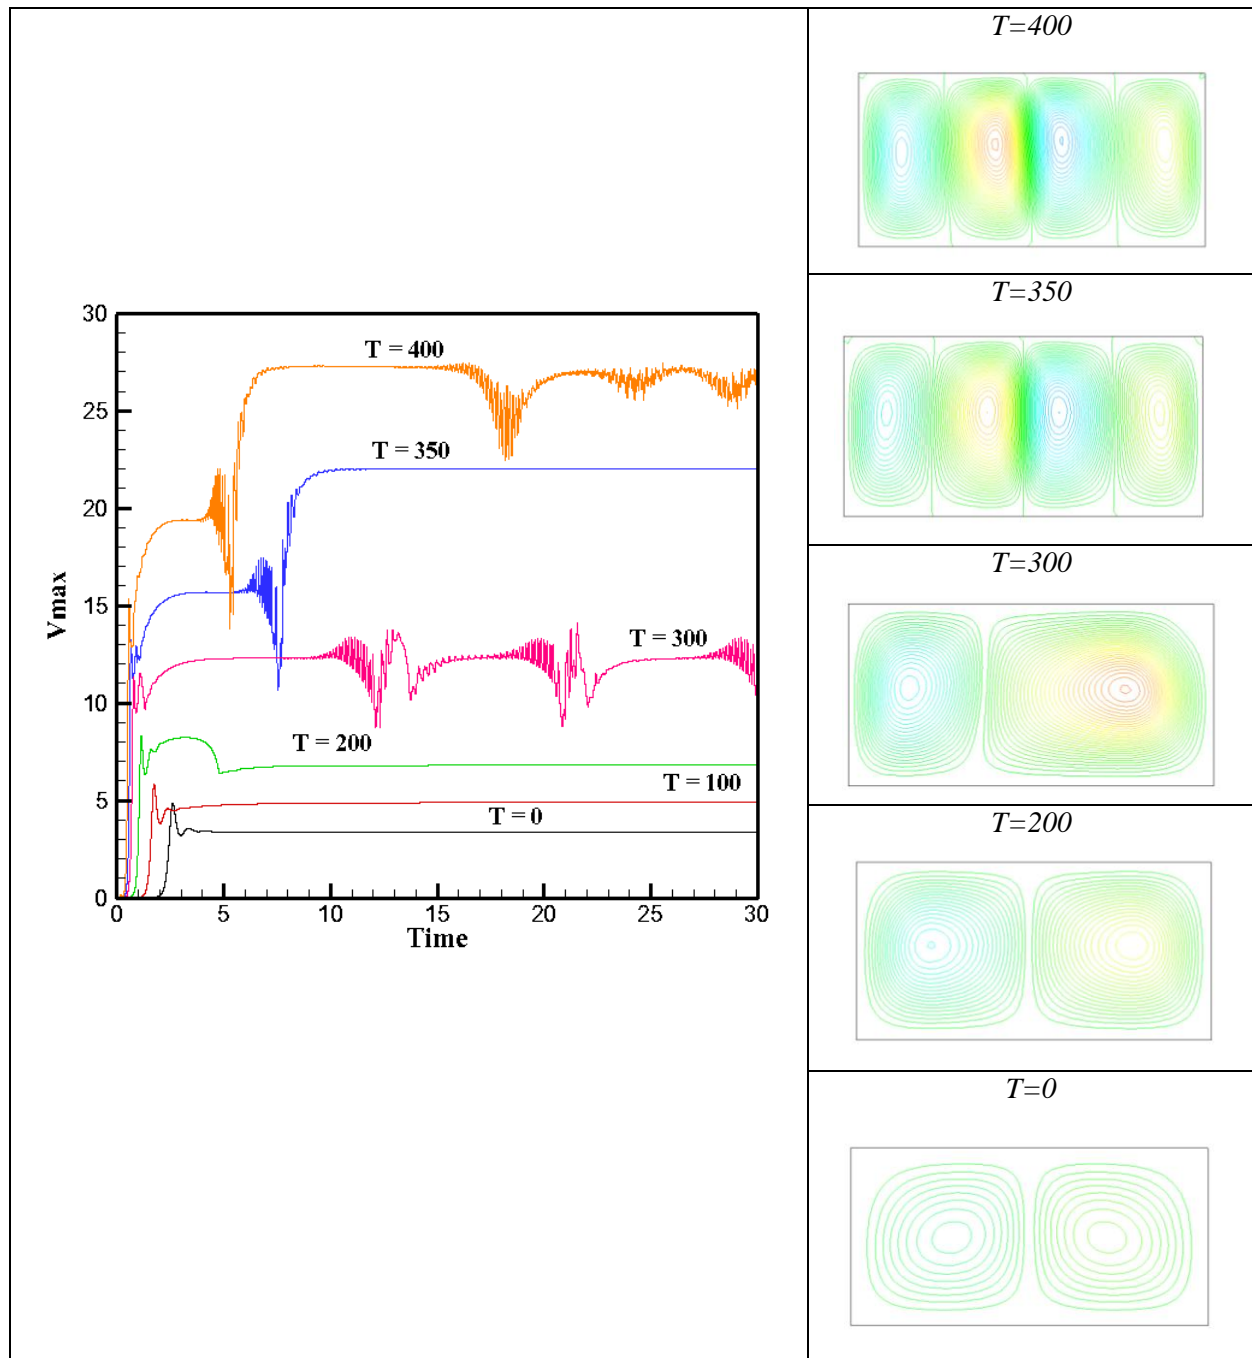 30
25
20
15
10
5
0
Vmax
T = 400
T = 350
T = 300
T = 200
T = 100
T = 0
0 5 10 15 20 25 30
Time
T=400
T=350
T=300
T=200
T=0